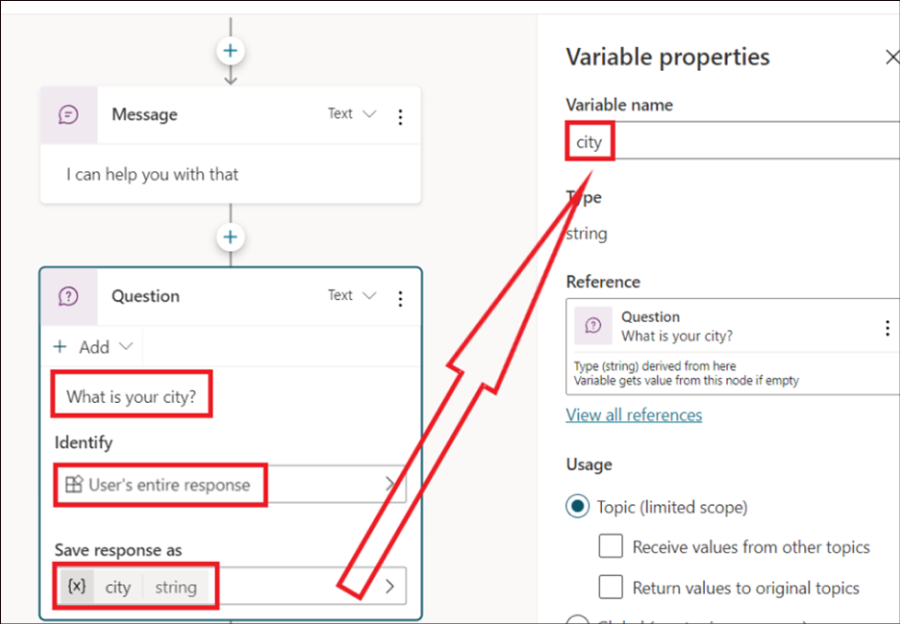 Message
Text
I can help you with that
Question
Text
+ Add
What is your city?
Identify
User's entire response
Save response as
{x} city string
Variable properties
Variable name
city
Type
string
Reference
Question
What is your city?
Type (string) derived from here
Variable gets value from this node if empty
View all references
Usage
Topic (limited scope)
Receive values from other topics
Return values to original topics